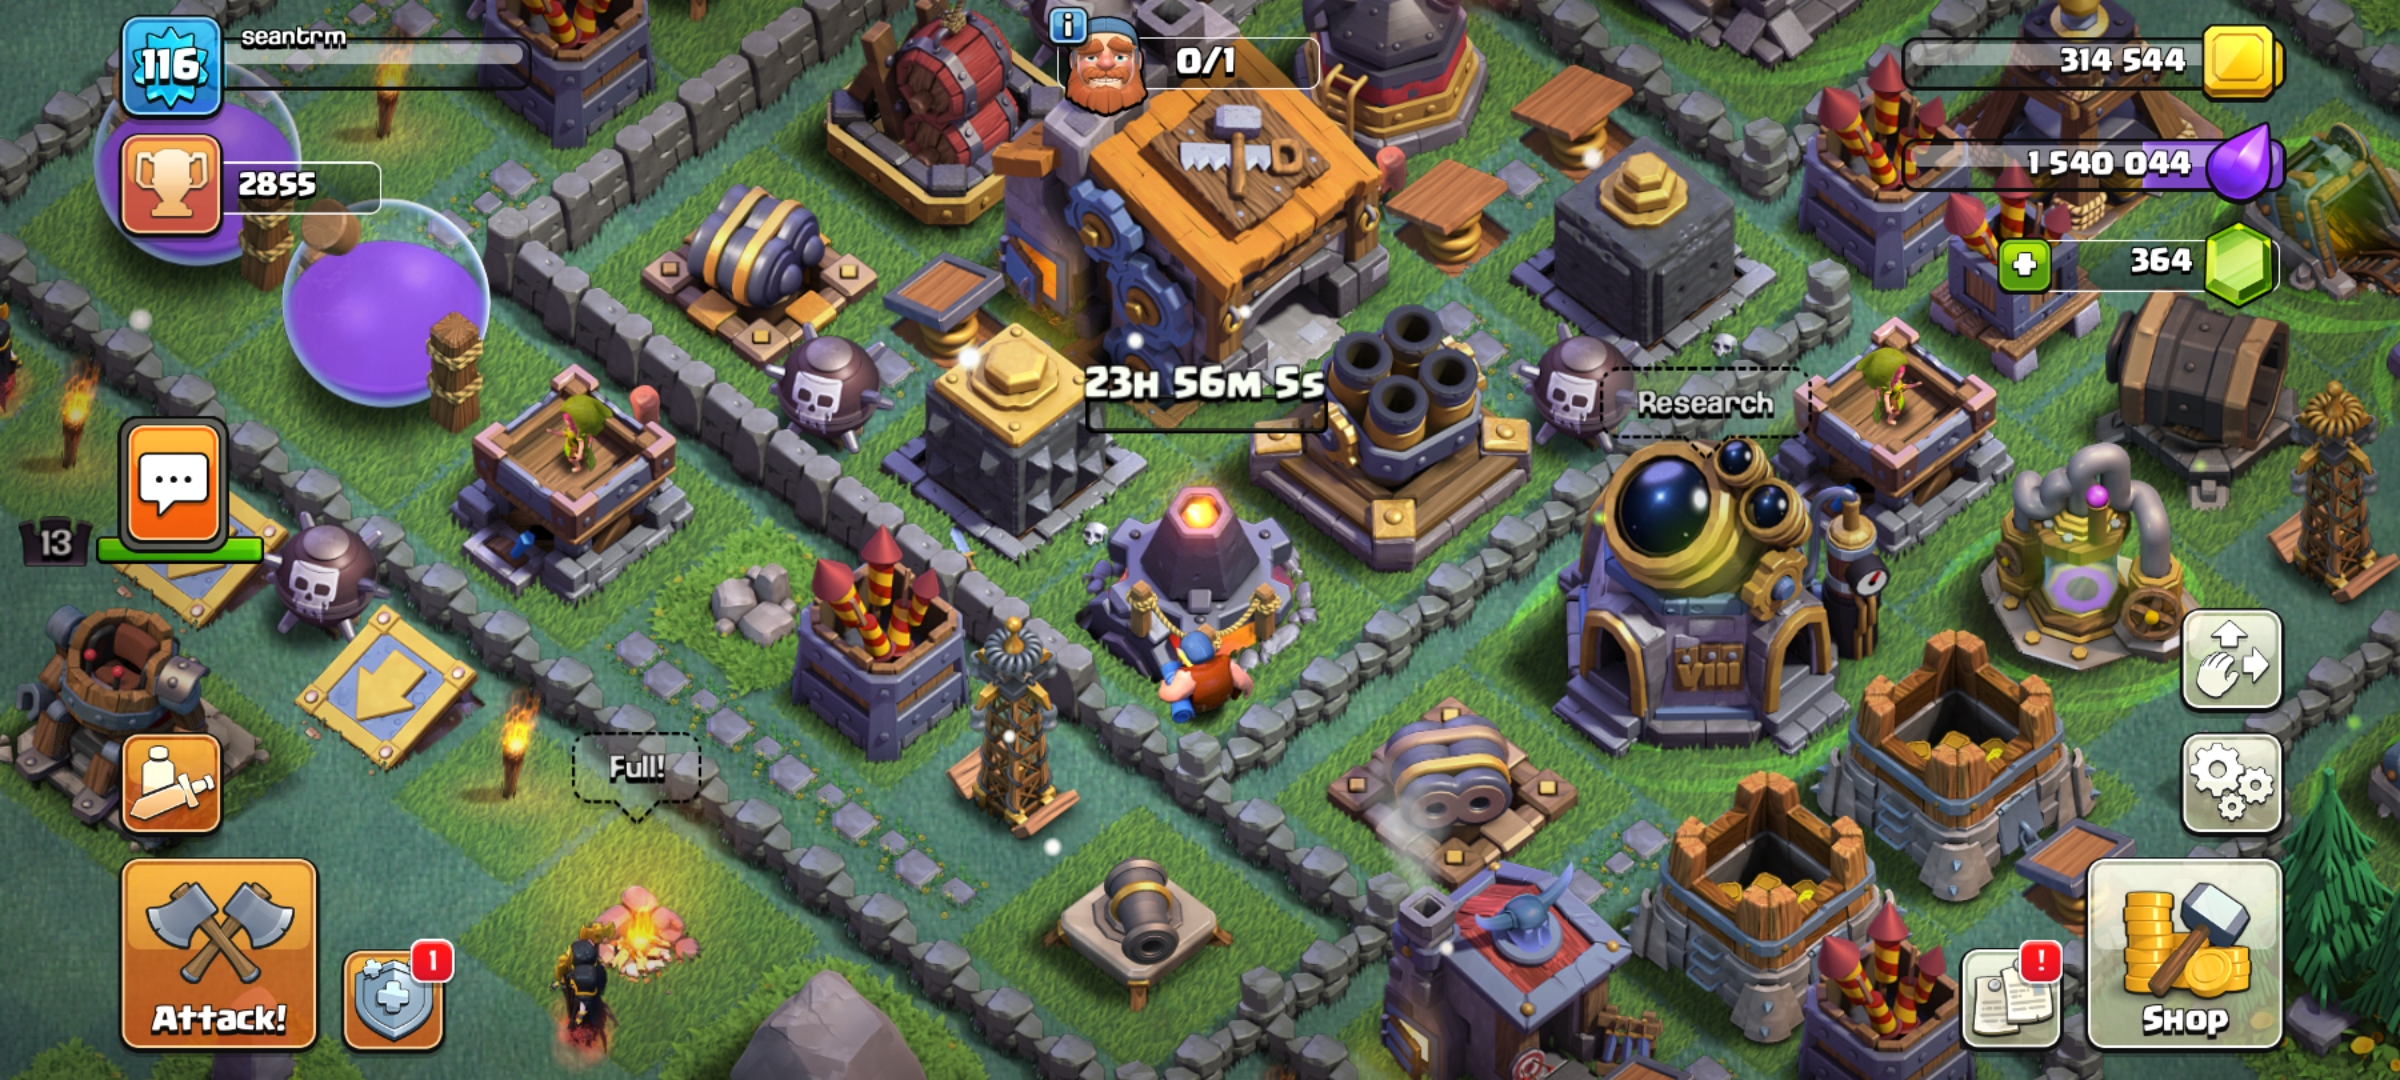 116
seantrm
0/1
314 544
2855
1 540 044
364
23H 56M 5s
Research
13
VIII
Full!
1
!
Attack!
Shop